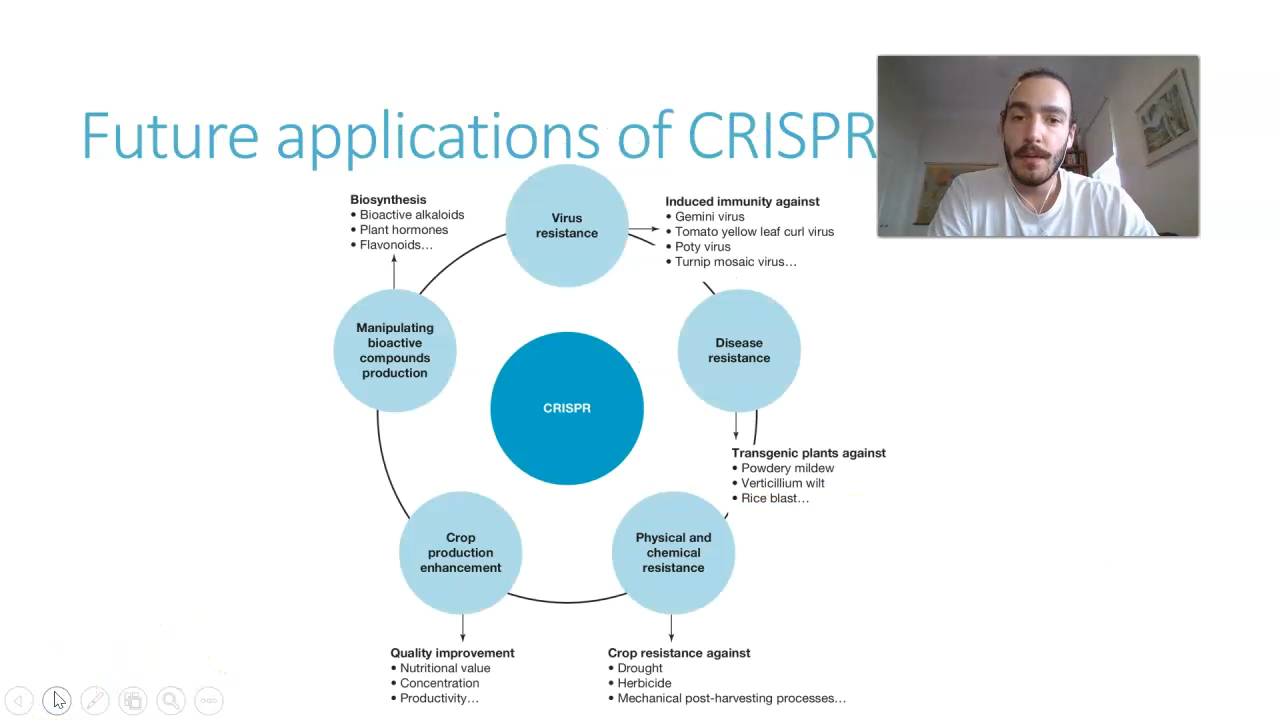 Future applications of CRISPR
Biosynthesis
• Bioactive alkaloids
• Plant hormones
• Flavonoids…
Virus
resistance
Induced immunity against
• Gemini virus
• Tomato yellow leaf curl virus
• Poty virus
• Turnip mosaic virus…
Manipulating
bioactive
compounds
production
Disease
resistance
CRISPR
Transgenic plants against
• Powdery mildew
• Verticillium wilt
• Rice blast…
Crop
production
enhancement
Physical and
chemical
resistance
Quality improvement
• Nutritional value
• Concentration
• Productivity…
Crop resistance against
• Drought
• Herbicide
• Mechanical post-harvesting processes…